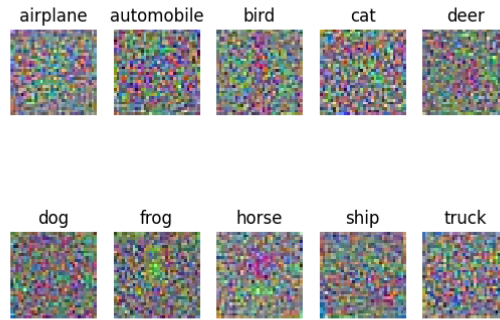 airplane automobile bird cat deer
dog frog horse ship truck